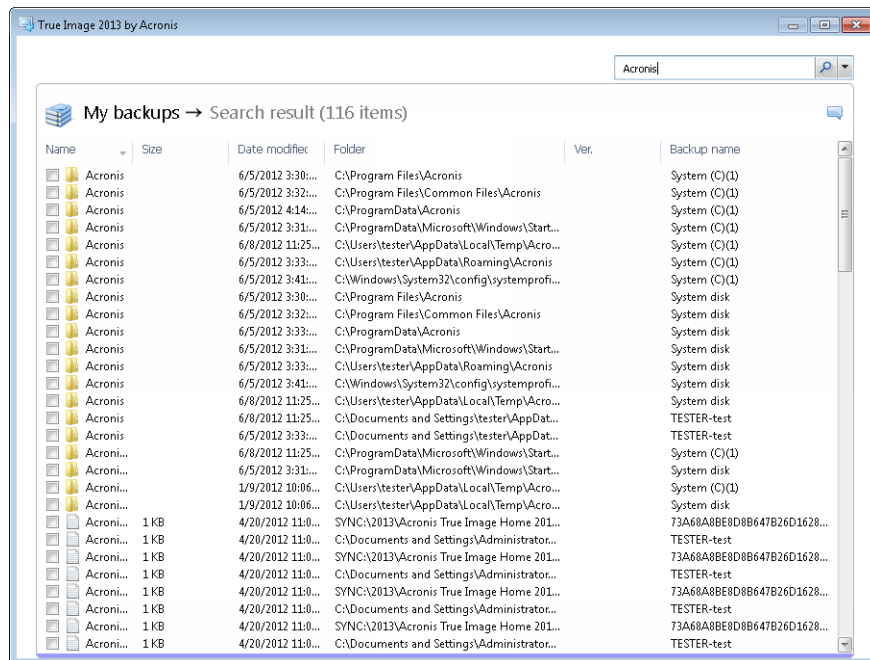 True Image 2013 by Acronis
Acronis
My backups → Search result (116 items)
Name Size Date modified Folder Ver. Backup name
Acronis 6/5/2012 3:30:... C:\Program Files\Acronis System (C)(1)
Acronis 6/5/2012 3:32:... C:\Program Files\Common Files\Acronis System (C)(1)
Acronis 6/5/2012 4:14:... C:\ProgramData\Acronis System (C)(1)
Acronis 6/5/2012 3:31:... C:\ProgramData\Microsoft\Windows\Start... System (C)(1)
Acronis 6/8/2012 11:25... C:\Users\tester\AppData\Local\Temp\Acro... System (C)(1)
Acronis 6/5/2012 3:33:... C:\Users\tester\AppData\Roaming\Acronis System (C)(1)
Acronis 6/5/2012 3:41:... C:\Windows\System32\config\systemprofi... System (C)(1)
Acronis 6/5/2012 3:30:... C:\Program Files\Acronis System disk
Acronis 6/5/2012 3:32:... C:\Program Files\Common Files\Acronis System disk
Acronis 6/5/2012 3:33:... C:\ProgramData\Acronis System disk
Acronis 6/5/2012 3:31:... C:\ProgramData\Microsoft\Windows\Start... System disk
Acronis 6/5/2012 3:33:... C:\Users\tester\AppData\Roaming\Acronis System disk
Acronis 6/5/2012 3:41:... C:\Windows\System32\config\systemprofi... System disk
Acronis 6/8/2012 11:25... C:\Users\tester\AppData\Local\Temp\Acro... System disk
Acronis 6/8/2012 11:25... C:\Documents and Settings\tester\AppDat... TESTER-test
Acronis 6/5/2012 3:33:... C:\Documents and Settings\tester\AppDat... TESTER-test
Acroni... 6/8/2012 11:25... C:\ProgramData\Microsoft\Windows\Start... System (C)(1)
Acroni... 6/5/2012 3:31:... C:\ProgramData\Microsoft\Windows\Start... System disk
Acroni... 1/9/2012 10:06... C:\Users\tester\AppData\Local\Temp\Acro... System (C)(1)
Acroni... 1/9/2012 10:06... C:\Users\tester\AppData\Local\Temp\Acro... System disk
Acroni... 1 KB 4/20/2012 11:0... SYNC:\2013\Acronis True Image Home 201... 73A68A8BE8D8B647B26D1628...
Acroni... 1 KB 4/20/2012 11:0... C:\Documents and Settings\Administrator... TESTER-test
Acroni... 1 KB 4/20/2012 11:0... SYNC:\2013\Acronis True Image Home 201... 73A68A8BE8D8B647B26D1628...
Acroni... 1 KB 4/20/2012 11:0... C:\Documents and Settings\Administrator... TESTER-test
Acroni... 1 KB 4/20/2012 11:0... SYNC:\2013\Acronis True Image Home 201... 73A68A8BE8D8B647B26D1628...
Acroni... 1 KB 4/20/2012 11:0... C:\Documents and Settings\Administrator... TESTER-test
Acroni... 1 KB 4/20/2012 11:0... SYNC:\2013\Acronis True Image Home 201... 73A68A8BE8D8B647B26D1628...
Acroni... 1 KB 4/20/2012 11:0... C:\Documents and Settings\Administrator... TESTER-test